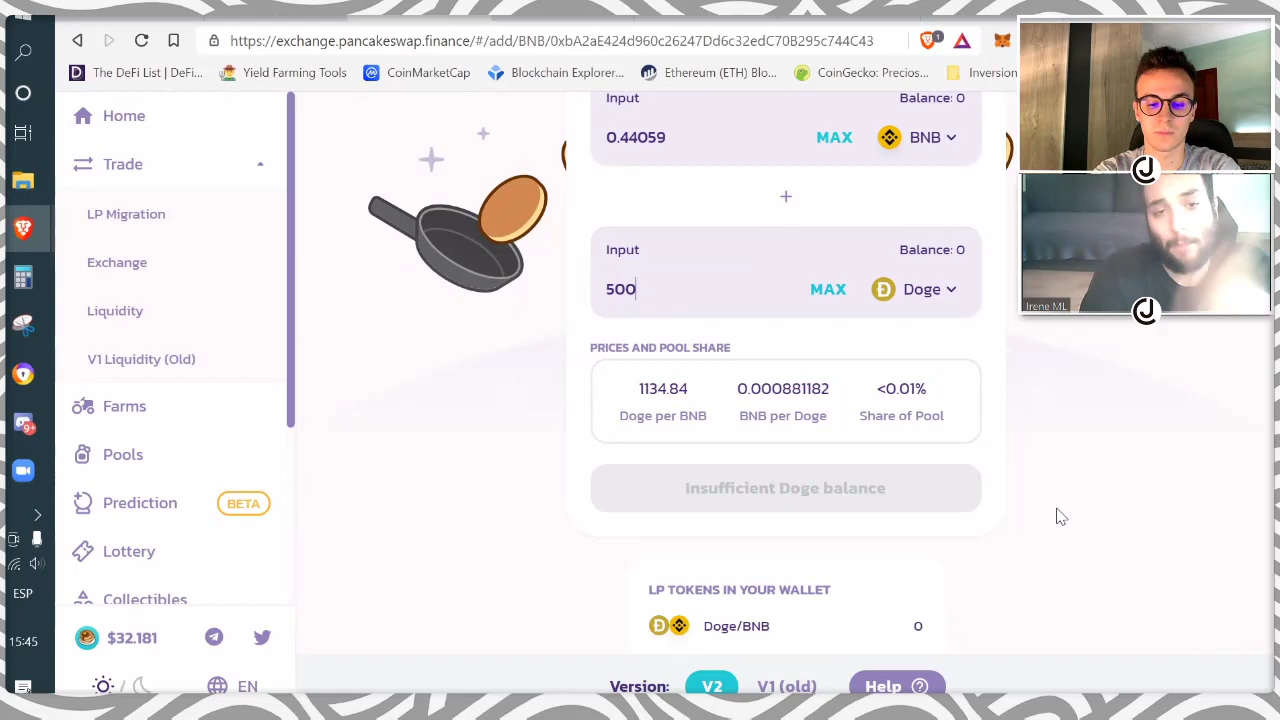 https://exchange.pancakeswap.finance/#/add/BNB/0xbA2aE424d960c26247Dd6c32edC70B295c744C43
1
The DeFi List | DeFi...
Yield Farming Tools
CoinMarketCap
Blockchain Explorer...
Ethereum (ETH) Blo...
CoinGecko: Precios...
Inversion
Home
Trade
LP Migration
Exchange
Liquidity
V1 Liquidity (Old)
Farms
Pools
Prediction BETA
Lottery
Collectibles
$32.181
EN
Input Balance: 0
0.44059 MAX BNB
+
Input Balance: 0
500 MAX Doge
PRICES AND POOL SHARE
1134.84 0.000881182 <0.01%
Doge per BNB BNB per Doge Share of Pool
Insufficient Doge balance
LP TOKENS IN YOUR WALLET
Doge/BNB 0
Version: V2 V1 (old) Help ?
Irene ML
9+
ESP
15:45